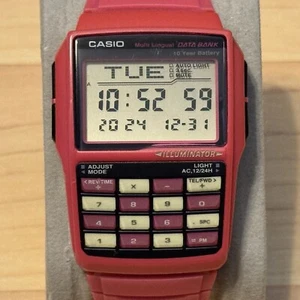 CASIO Multi Lingual DATA BANK
10 Year Battery
TUE AUTO LIGHT
MUTE
A 10:52 59
2024 12-31
ILLUMINATOR
ADJUST LIGHT
MODE AC,12/24H
REV/TIME TEL/FWD
÷ +
7 8 9 0 -
4 5 6 . SPC
1 2 3 = PM